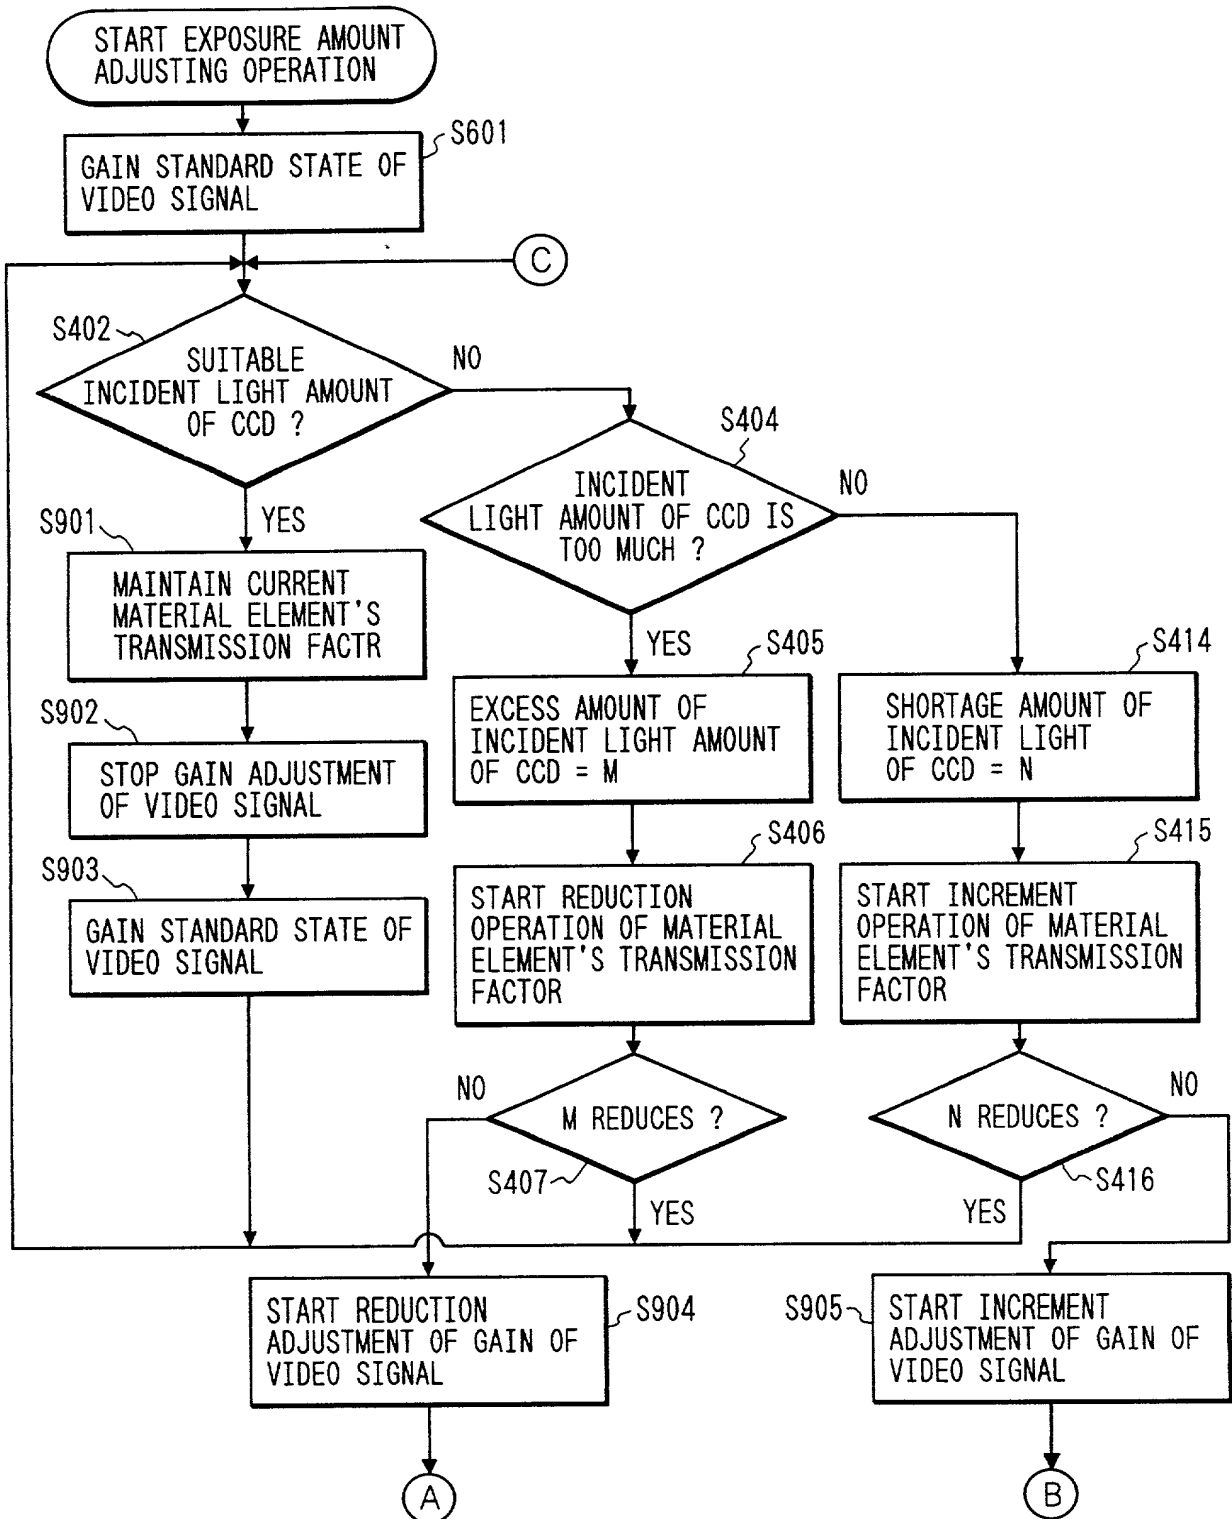 START EXPOSURE AMOUNT
ADJUSTING OPERATION
S601
GAIN STANDARD STATE OF
VIDEO SIGNAL
C
S402
SUITABLE
INCIDENT LIGHT AMOUNT
OF CCD ?
NO
YES
S404
INCIDENT
LIGHT AMOUNT OF CCD IS
TOO MUCH ?
NO
YES
S901
MAINTAIN CURRENT
MATERIAL ELEMENT'S
TRANSMISSION FACTR
S405
EXCESS AMOUNT OF
INCIDENT LIGHT AMOUNT
OF CCD = M
S414
SHORTAGE AMOUNT OF
INCIDENT LIGHT
OF CCD = N
S902
STOP GAIN ADJUSTMENT
OF VIDEO SIGNAL
S406
START REDUCTION
OPERATION OF MATERIAL
ELEMENT'S TRANSMISSION
FACTOR
S415
START INCREMENT
OPERATION OF MATERIAL
ELEMENT'S TRANSMISSION
FACTOR
S903
GAIN STANDARD STATE OF
VIDEO SIGNAL
NO
M REDUCES ?
S407
YES
N REDUCES ?
NO
S416
YES
START REDUCTION
ADJUSTMENT OF GAIN OF
VIDEO SIGNAL
S904
S905
START INCREMENT
ADJUSTMENT OF GAIN OF
VIDEO SIGNAL
A
B